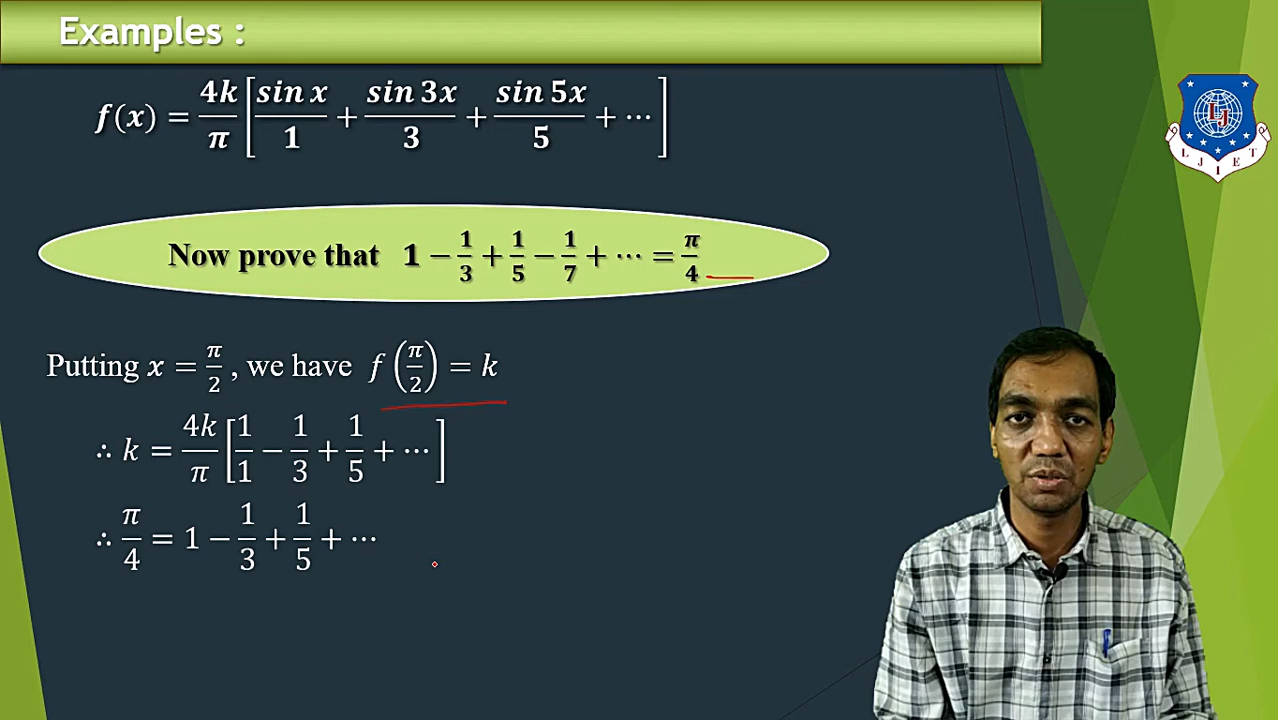 Examples :
f(x) = 4k/π [sin x/1 + sin 3x/3 + sin 5x/5 + ⋯]
Now prove that 1 − 1/3 + 1/5 − 1/7 + ⋯ = π/4
Putting x = π/2 , we have f(π/2) = k
∴ k = 4k/π [1/1 − 1/3 + 1/5 + ⋯]
∴ π/4 = 1 − 1/3 + 1/5 + ⋯
LJ
L J I E T